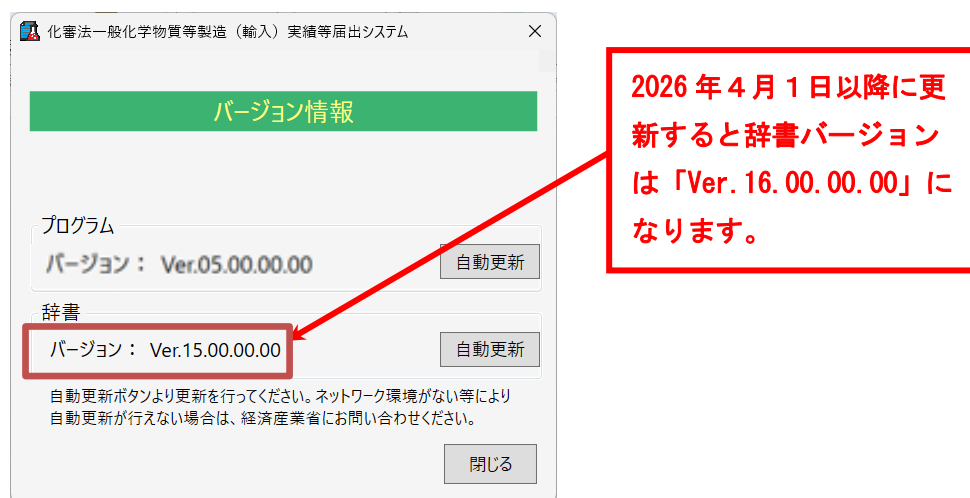 化審法一般化学物質等製造（輸入）実績等届出システム
バージョン情報
プログラム
バージョン： Ver.05.00.00.00
自動更新
辞書
バージョン： Ver.15.00.00.00
自動更新
自動更新ボタンより更新を行ってください。ネットワーク環境がない等により
自動更新が行えない場合は、経済産業省にお問い合わせください。
閉じる
2026年４月１日以降に更
新すると辞書バージョン
は「Ver.16.00.00.00」に
なります。